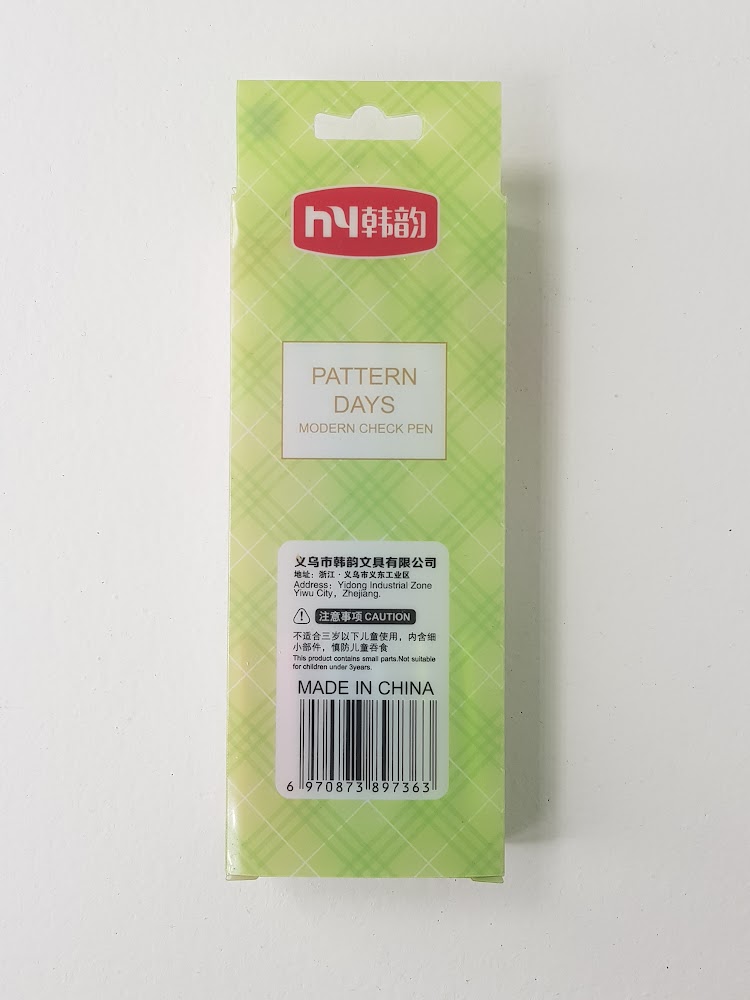 hy韩韵
PATTERN
DAYS
MODERN CHECK PEN
义乌市韩韵文具有限公司
地址：浙江·义乌市义东工业区
Address：Yidong Industrial Zone
Yiwu City，Zhejiang.
注意事项 CAUTION
不适合三岁以下儿童使用，内含细
小部件，慎防儿童吞食
This product contains small parts.Not suitable
for children under 3years.
MADE IN CHINA
6 970873 897363